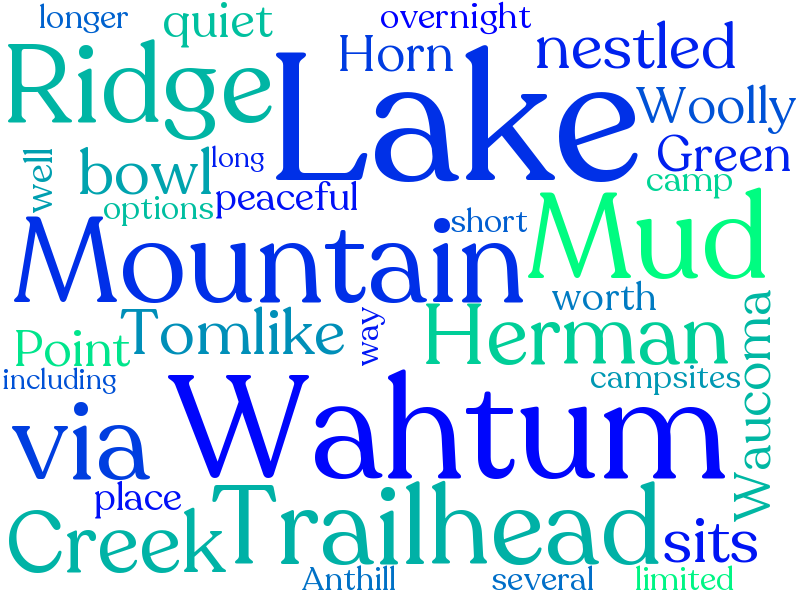 longer
quiet
overnight
Ridge
Lake
Horn
nestled
Woolly
well
bowl
long
Green
peaceful
camp
options
Mountain
short
Mud
worth
Point
Tomlike
way
Herman
Waucoma
including
campsites
via
Wahtum
place
Creek
Trailhead
sits
Anthill
several
limited